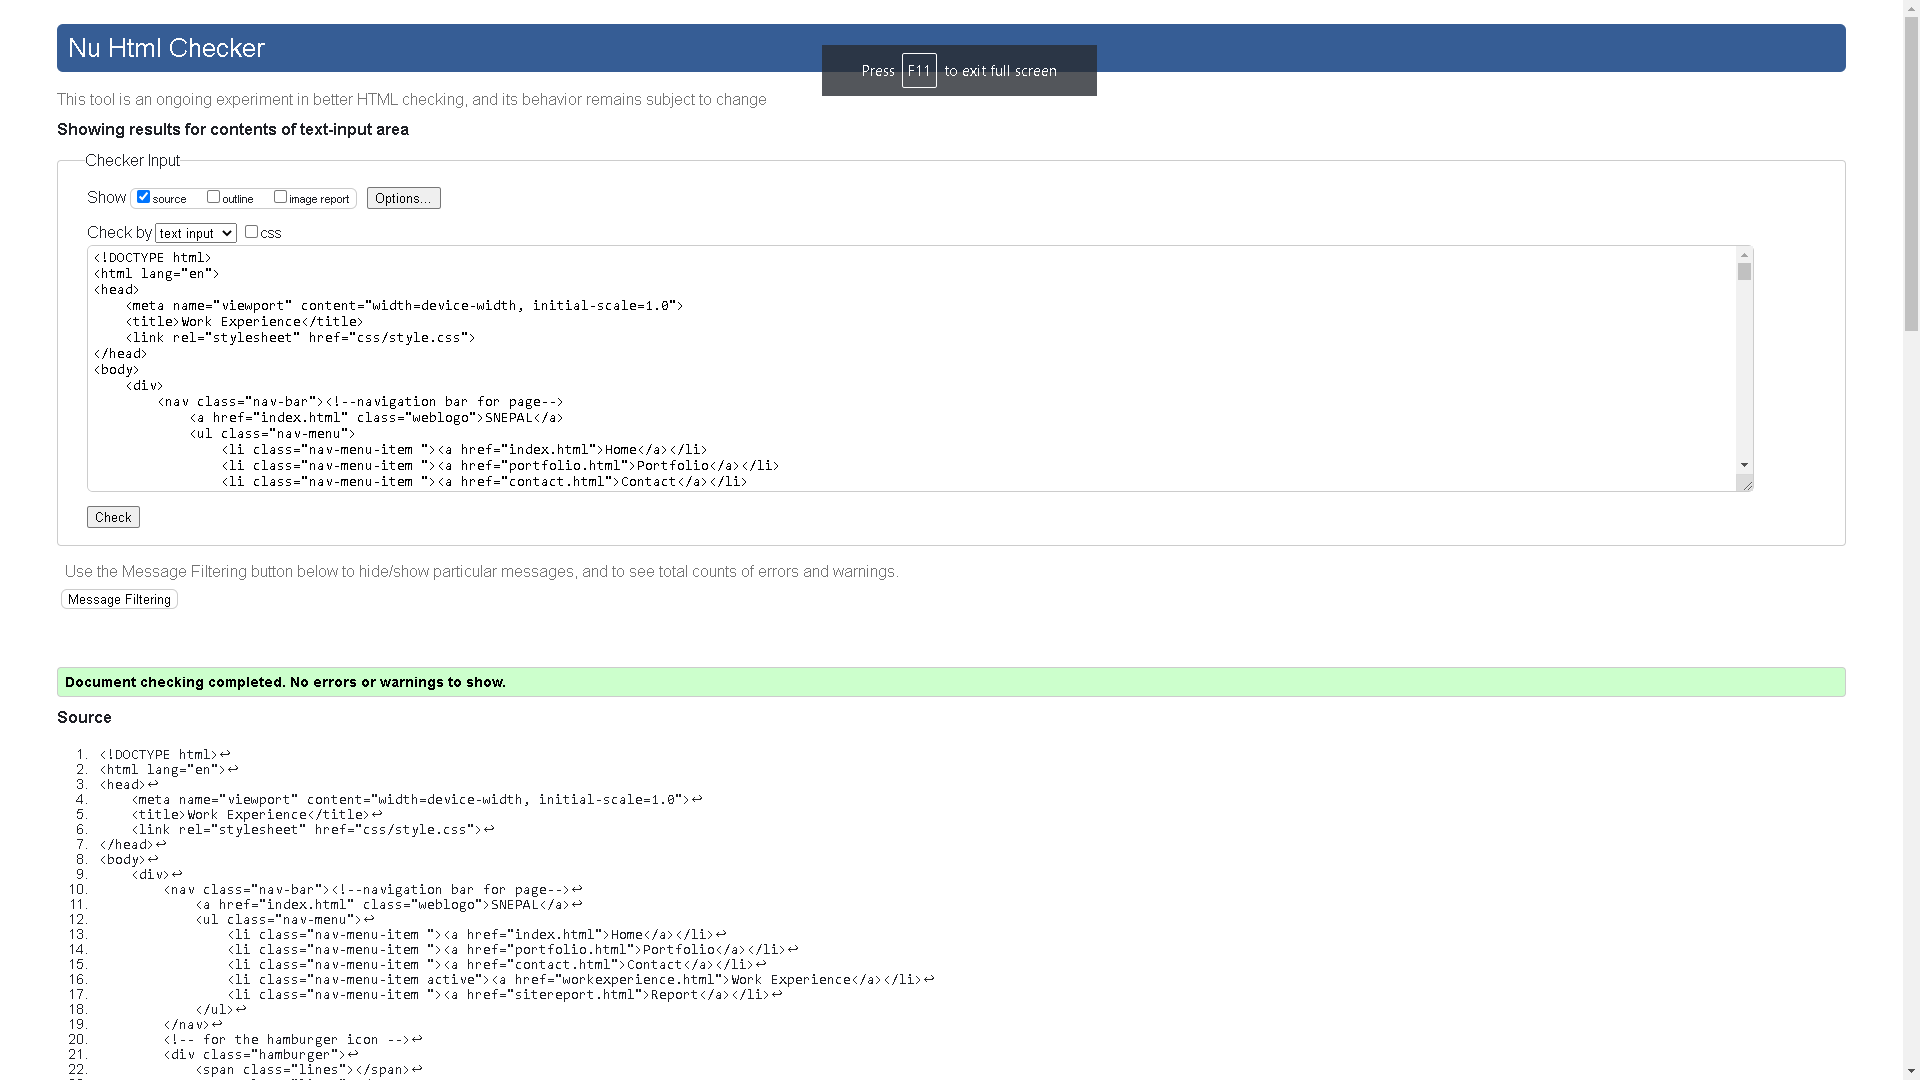 Nu Html Checker
Press F11 to exit full screen
This tool is an ongoing experiment in better HTML checking, and its behavior remains subject to change
Showing results for contents of text-input area
Checker Input
Show source outline image report Options...
Check by text input css
<!DOCTYPE html>
<html lang="en">
<head>
    <meta name="viewport" content="width=device-width, initial-scale=1.0">
    <title>Work Experience</title>
    <link rel="stylesheet" href="css/style.css">
</head>
<body>
    <div>
        <nav class="nav-bar"><!--navigation bar for page-->
            <a href="index.html" class="weblogo">SNEPAL</a>
            <ul class="nav-menu">
                <li class="nav-menu-item "><a href="index.html">Home</a></li>
                <li class="nav-menu-item "><a href="portfolio.html">Portfolio</a></li>
                <li class="nav-menu-item "><a href="contact.html">Contact</a></li>
Check
Use the Message Filtering button below to hide/show particular messages, and to see total counts of errors and warnings.
Message Filtering
Document checking completed. No errors or warnings to show.
Source
1. <!DOCTYPE html>↩
2. <html lang="en">↩
3. <head>↩
4.     <meta name="viewport" content="width=device-width, initial-scale=1.0">↩
5.     <title>Work Experience</title>↩
6.     <link rel="stylesheet" href="css/style.css">↩
7. </head>↩
8. <body>↩
9.     <div>↩
10.         <nav class="nav-bar"><!--navigation bar for page-->↩
11.             <a href="index.html" class="weblogo">SNEPAL</a>↩
12.             <ul class="nav-menu">↩
13.                 <li class="nav-menu-item "><a href="index.html">Home</a></li>↩
14.                 <li class="nav-menu-item "><a href="portfolio.html">Portfolio</a></li>↩
15.                 <li class="nav-menu-item "><a href="contact.html">Contact</a></li>↩
16.                 <li class="nav-menu-item active"><a href="workexperience.html">Work Experience</a></li>↩
17.                 <li class="nav-menu-item "><a href="sitereport.html">Report</a></li>↩
18.             </ul>↩
19.         </nav>↩
20.         <!-- for the hamburger icon -->↩
21.         <div class="hamburger">↩
22.             <span class="lines"></span>↩